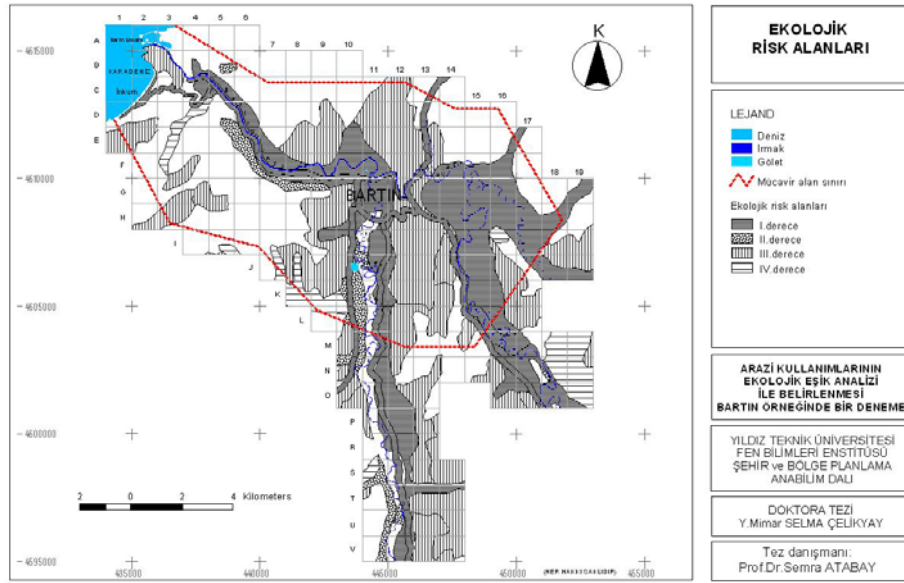 1 2 3 4 5 6
7 8 9 10
11 12 13 14
15 16
17
18 19
A
B
C
D
E
F
G
H
I
J
K
L
M
N
O
P
R
S
T
U
V
4615000
4610000
4605000
4600000
4595000
435000 440000 445000 450000 455000
KARADENİZ
İnkum
BARTIN
K
2 0 2 4 Kilometers
(HER HAKKI SAKLIDIR)
EKOLOJİK
RİSK ALANLARI
LEJAND
Deniz
Irmak
Gölet
Mücavir alan sınırı
Ekolojik risk alanları
I.derece
II.derece
III.derece
IV.derece
ARAZİ KULLANIMLARININ
EKOLOJİK EŞİK ANALİZİ
İLE BELİRLENMESİ
BARTIN ÖRNEĞİNDE BİR DENEME
YILDIZ TEKNİK ÜNİVERSİTESİ
FEN BİLİMLERİ ENSTİTÜSÜ
ŞEHİR ve BÖLGE PLANLAMA
ANABİLİM DALI
DOKTORA TEZİ
Y.Mimar SELMA ÇELİKYAY
Tez danışmanı:
Prof.Dr.Semra ATABAY